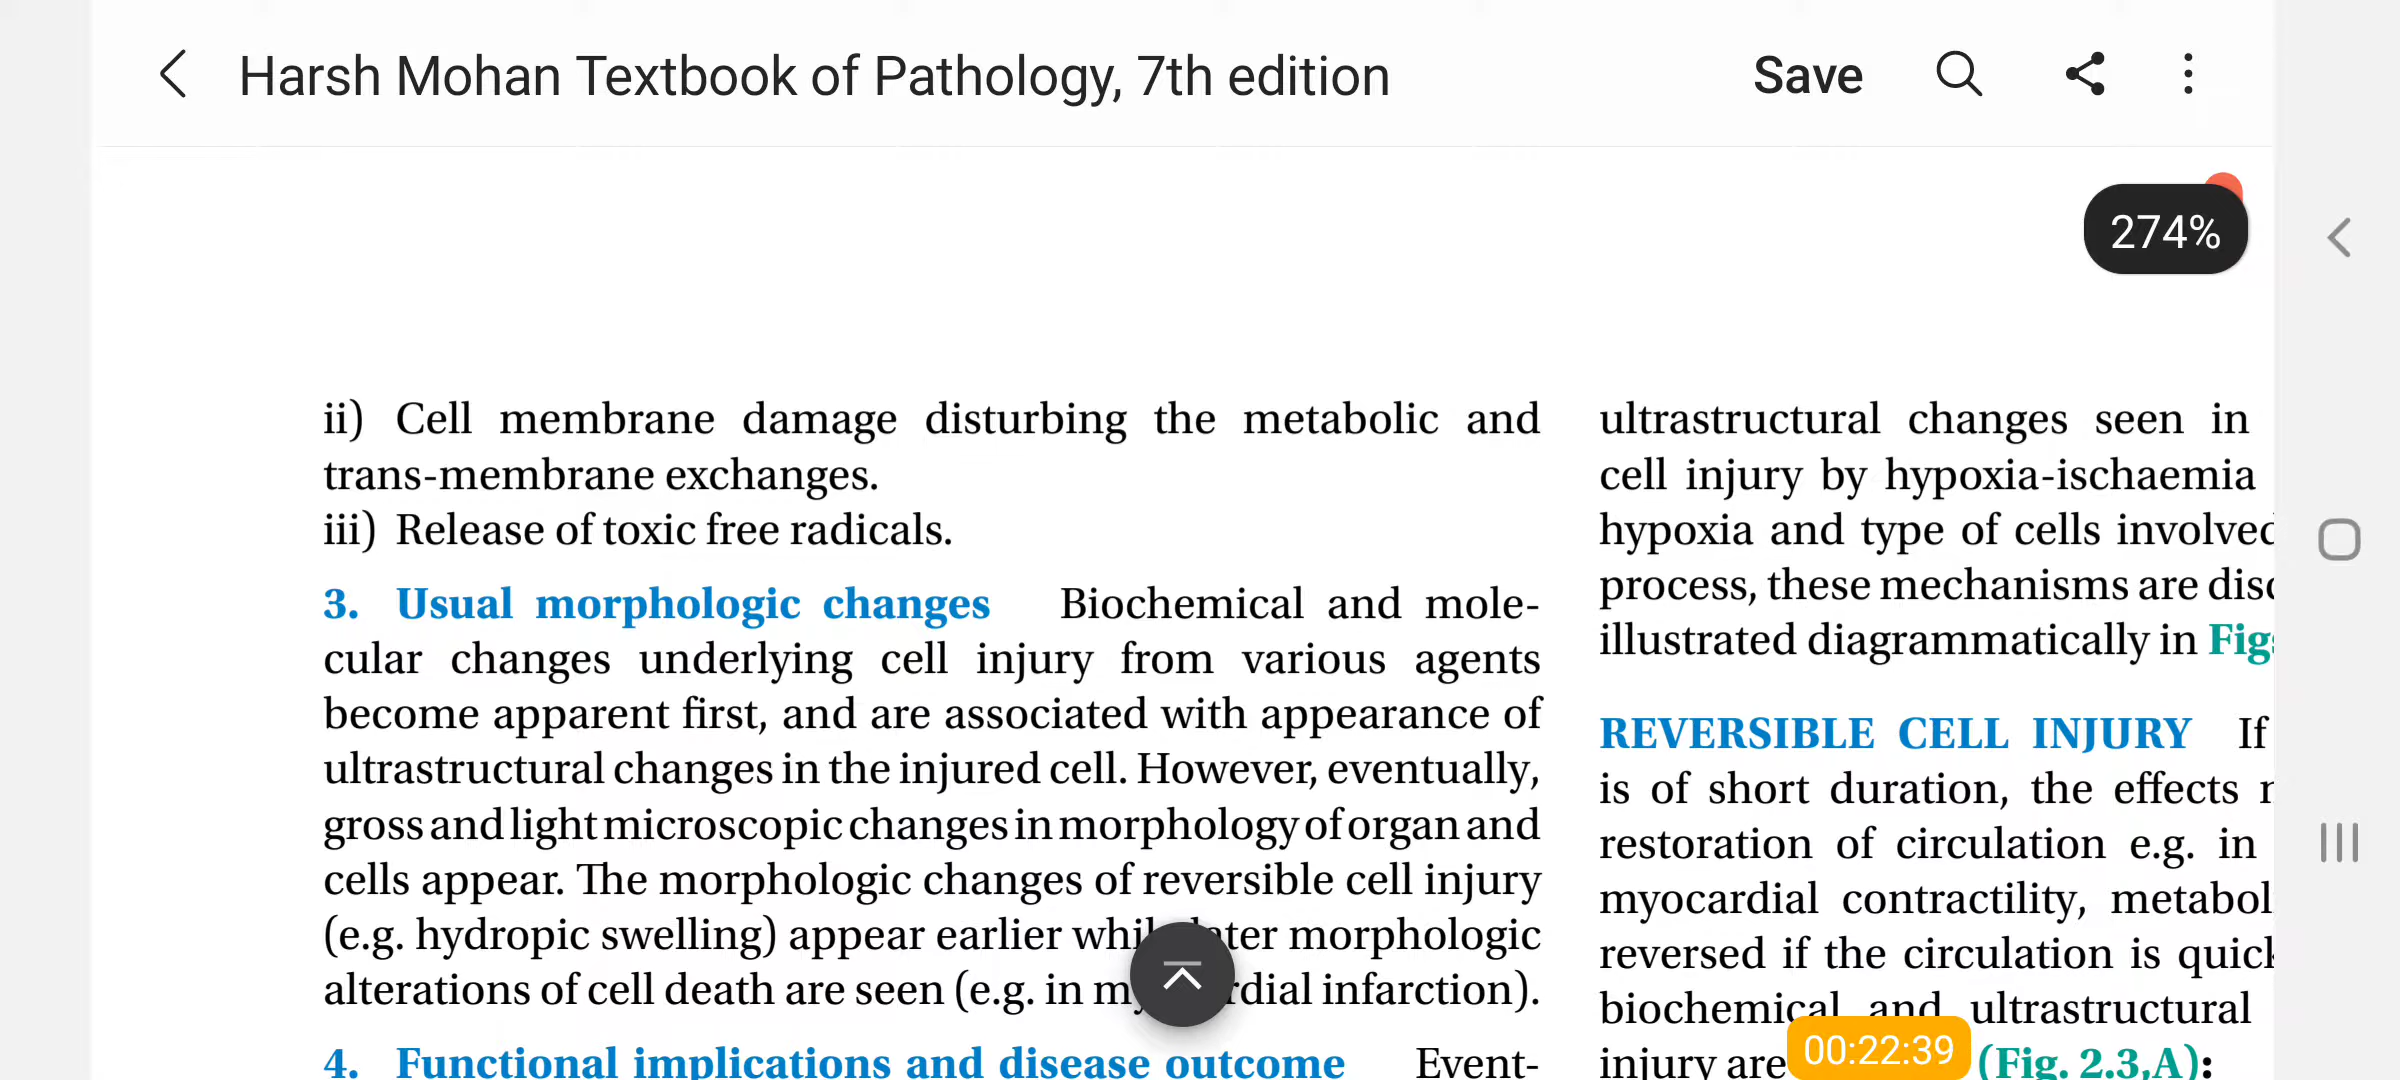 Harsh Mohan Textbook of Pathology, 7th edition
Save
274%
ii) Cell membrane damage disturbing the metabolic and
trans-membrane exchanges.
iii) Release of toxic free radicals.
3. Usual morphologic changes Biochemical and mole-
cular changes underlying cell injury from various agents
become apparent first, and are associated with appearance of
ultrastructural changes in the injured cell. However, eventually,
gross and light microscopic changes in morphology of organ and
cells appear. The morphologic changes of reversible cell injury
(e.g. hydropic swelling) appear earlier morphologic
alterations of cell death are seen (e.g. in infarction).
4. Functional implications and disease outcome Event-
ultrastructural changes seen in
cell injury by hypoxia-ischaemia
hypoxia and type of cells involved
process, these mechanisms are
illustrated diagrammatically in
REVERSIBLE CELL INJURY If
is of short duration, the effects
restoration of circulation e.g. in
myocardial contractility,
reversed if the circulation is
biochemical and ultrastructural
injury are (Fig. 2.3,A):
00:22:39